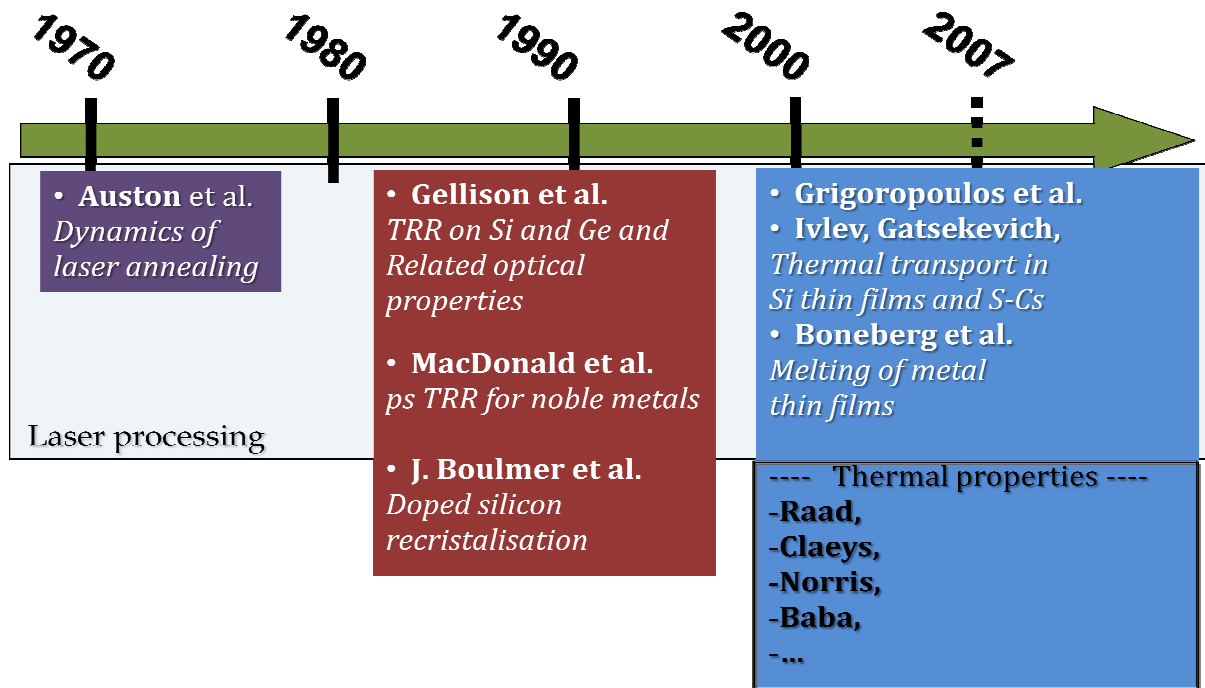 1970
1980
1990
2000
2007
• Auston et al.
Dynamics of
laser annealing
Laser processing
• Gellison et al.
TRR on Si and Ge and
Related optical
properties
• MacDonald et al.
ps TRR for noble metals
• J. Boulmer et al.
Doped silicon
recristalisation
• Grigoropoulos et al.
• Ivlev, Gatsekevich,
Thermal transport in
Si thin films and S-Cs
• Boneberg et al.
Melting of metal
thin films
---- Thermal properties ----
-Raad,
-Claeys,
-Norris,
-Baba,
-...